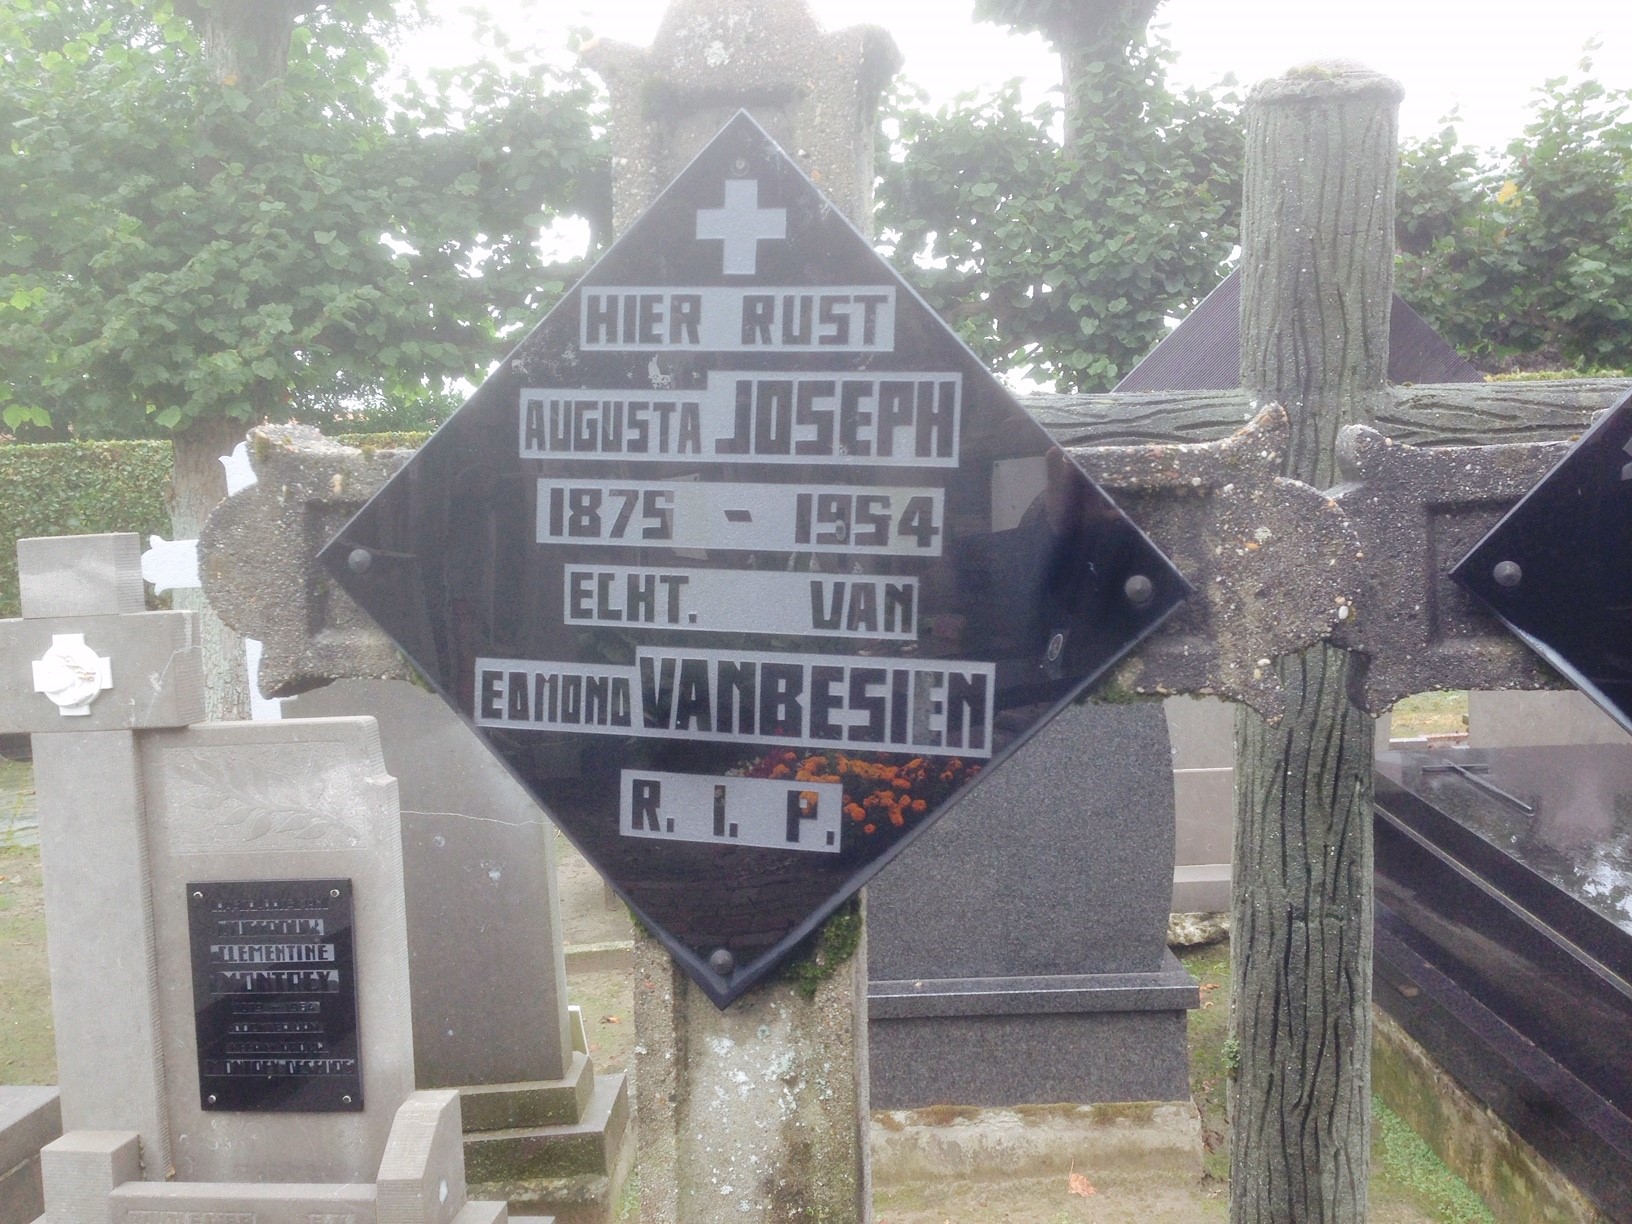 HIER RUST
AUGUSTA JOSEPH
1875 - 1954
ECHT. VAN
EDMOND VANBESIEN
R. I. P.
CLEMENTINE